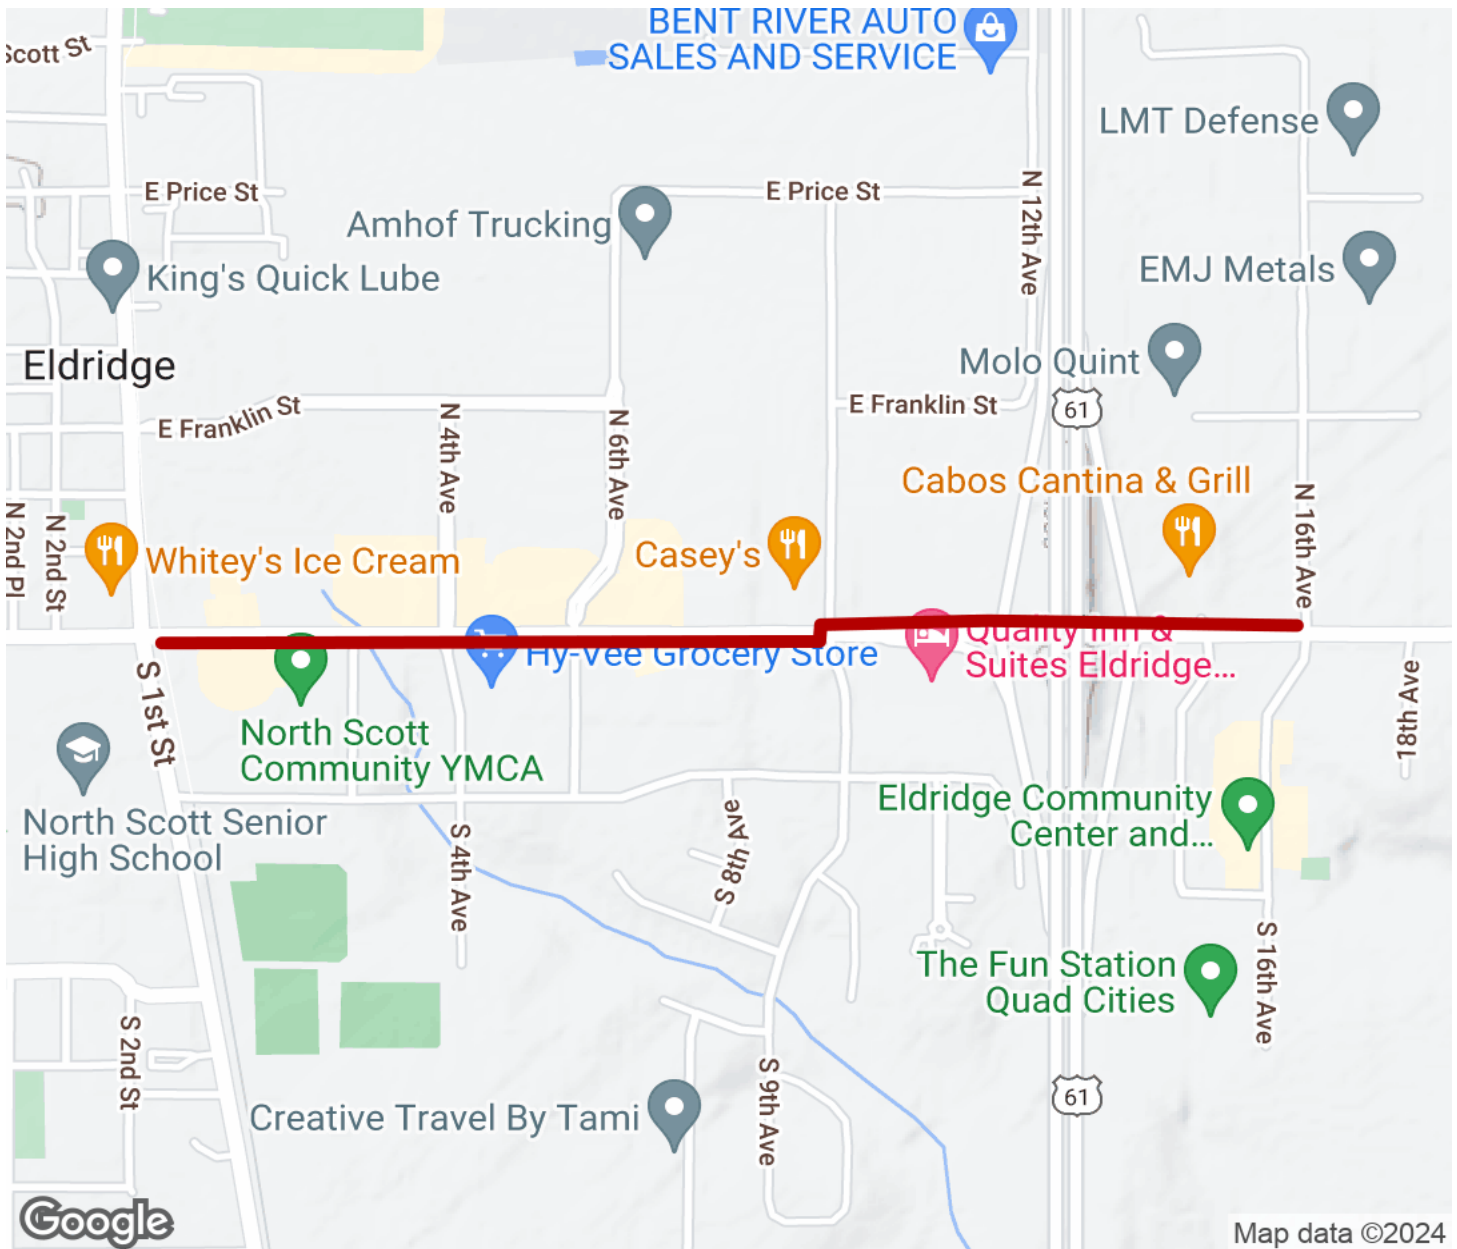 BENT RIVER AUTO
SALES AND SERVICE
Scott St
LMT Defense
E Price St
E Price St
N 12th Ave
Amhof Trucking
King's Quick Lube
EMJ Metals
Eldridge
Molo Quint
61
E Franklin St
E Franklin St
N 4th Ave
N 6th Ave
Cabos Cantina & Grill
N 16th Ave
N 2nd Pl
N 2nd St
Whitey's Ice Cream
Casey's
Hy-Vee Grocery Store
Quality Inn &
Suites Eldridge...
S 1st St
18th Ave
North Scott
Community YMCA
North Scott Senior
High School
S 4th Ave
S 8th Ave
Eldridge Community
Center and...
The Fun Station
Quad Cities
S 16th Ave
S 2nd St
S 9th Ave
Creative Travel By Tami
61
Google
Map data ©2024